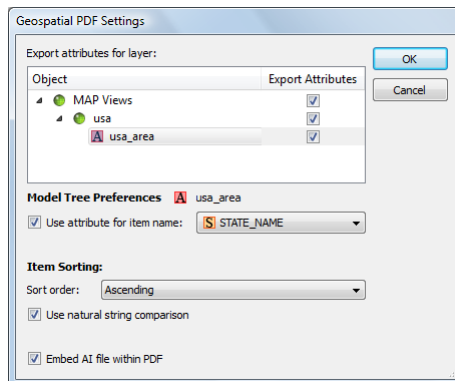 Geospatial PDF Settings
Export attributes for layer:
OK
Object Export Attributes
Cancel
MAP Views
usa
A usa_area
Model Tree Preferences A usa_area
Use attribute for item name: S STATE_NAME
Item Sorting:
Sort order: Ascending
Use natural string comparison
Embed AI file within PDF